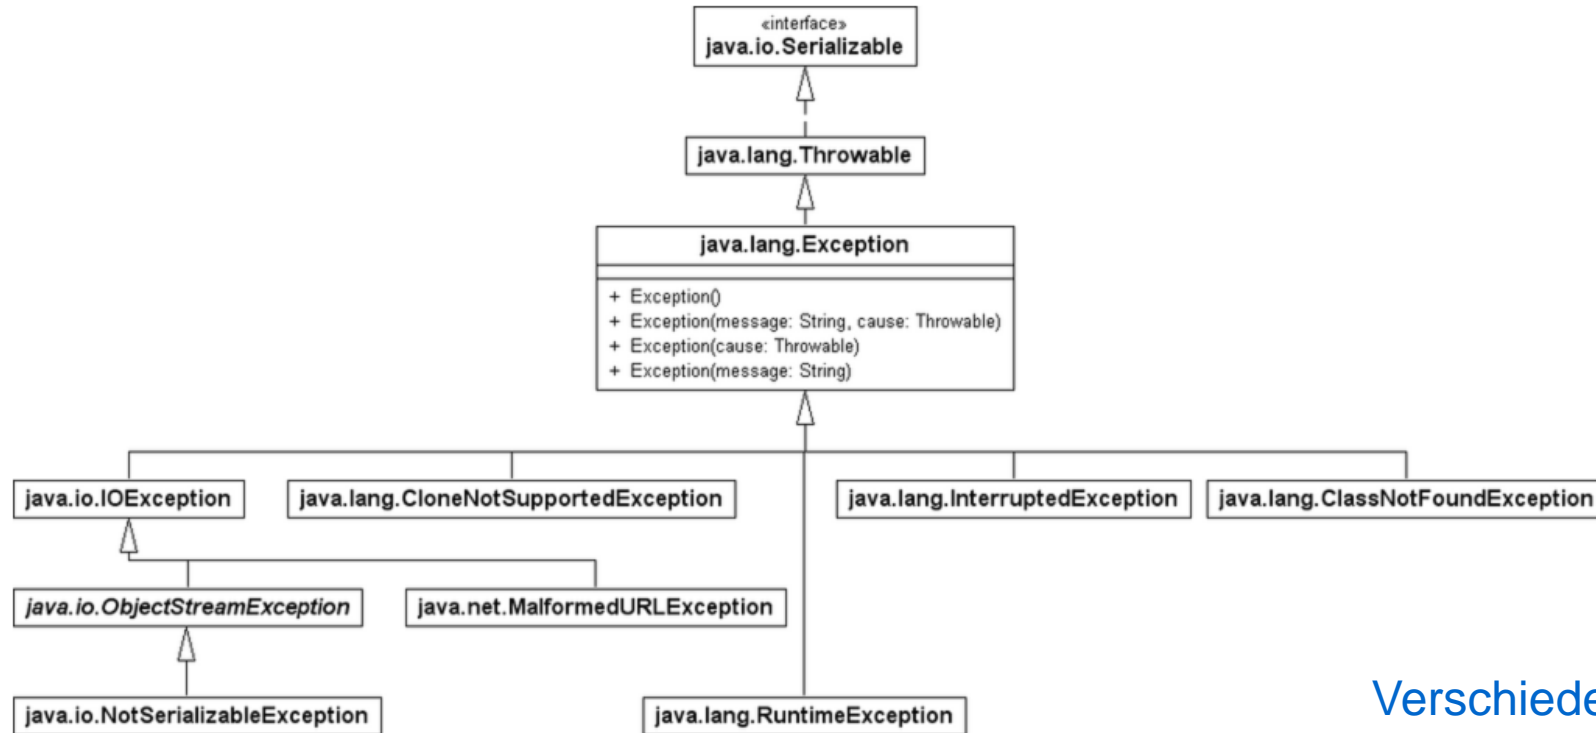 «interface»
java.io.Serializable
java.lang.Throwable
java.lang.Exception
+ Exception()
+ Exception(message: String, cause: Throwable)
+ Exception(cause: Throwable)
+ Exception(message: String)
java.io.IOException
java.lang.CloneNotSupportedException
java.lang.InterruptedException
java.lang.ClassNotFoundException
java.io.ObjectStreamException
java.net.MalformedURLException
java.io.NotSerializableException
java.lang.RuntimeException